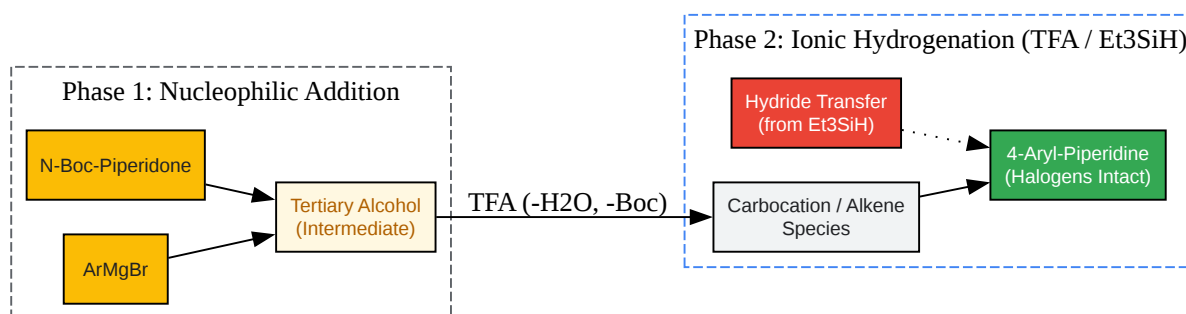 Phase 1: Nucleophilic Addition
N-Boc-Piperidone
ArMgBr
Tertiary Alcohol
(Intermediate)
TFA (-H2O, -Boc)
Phase 2: Ionic Hydrogenation (TFA / Et3SiH)
Hydride Transfer
(from Et3SiH)
Carbocation / Alkene
Species
4-Aryl-Piperidine
(Halogens Intact)